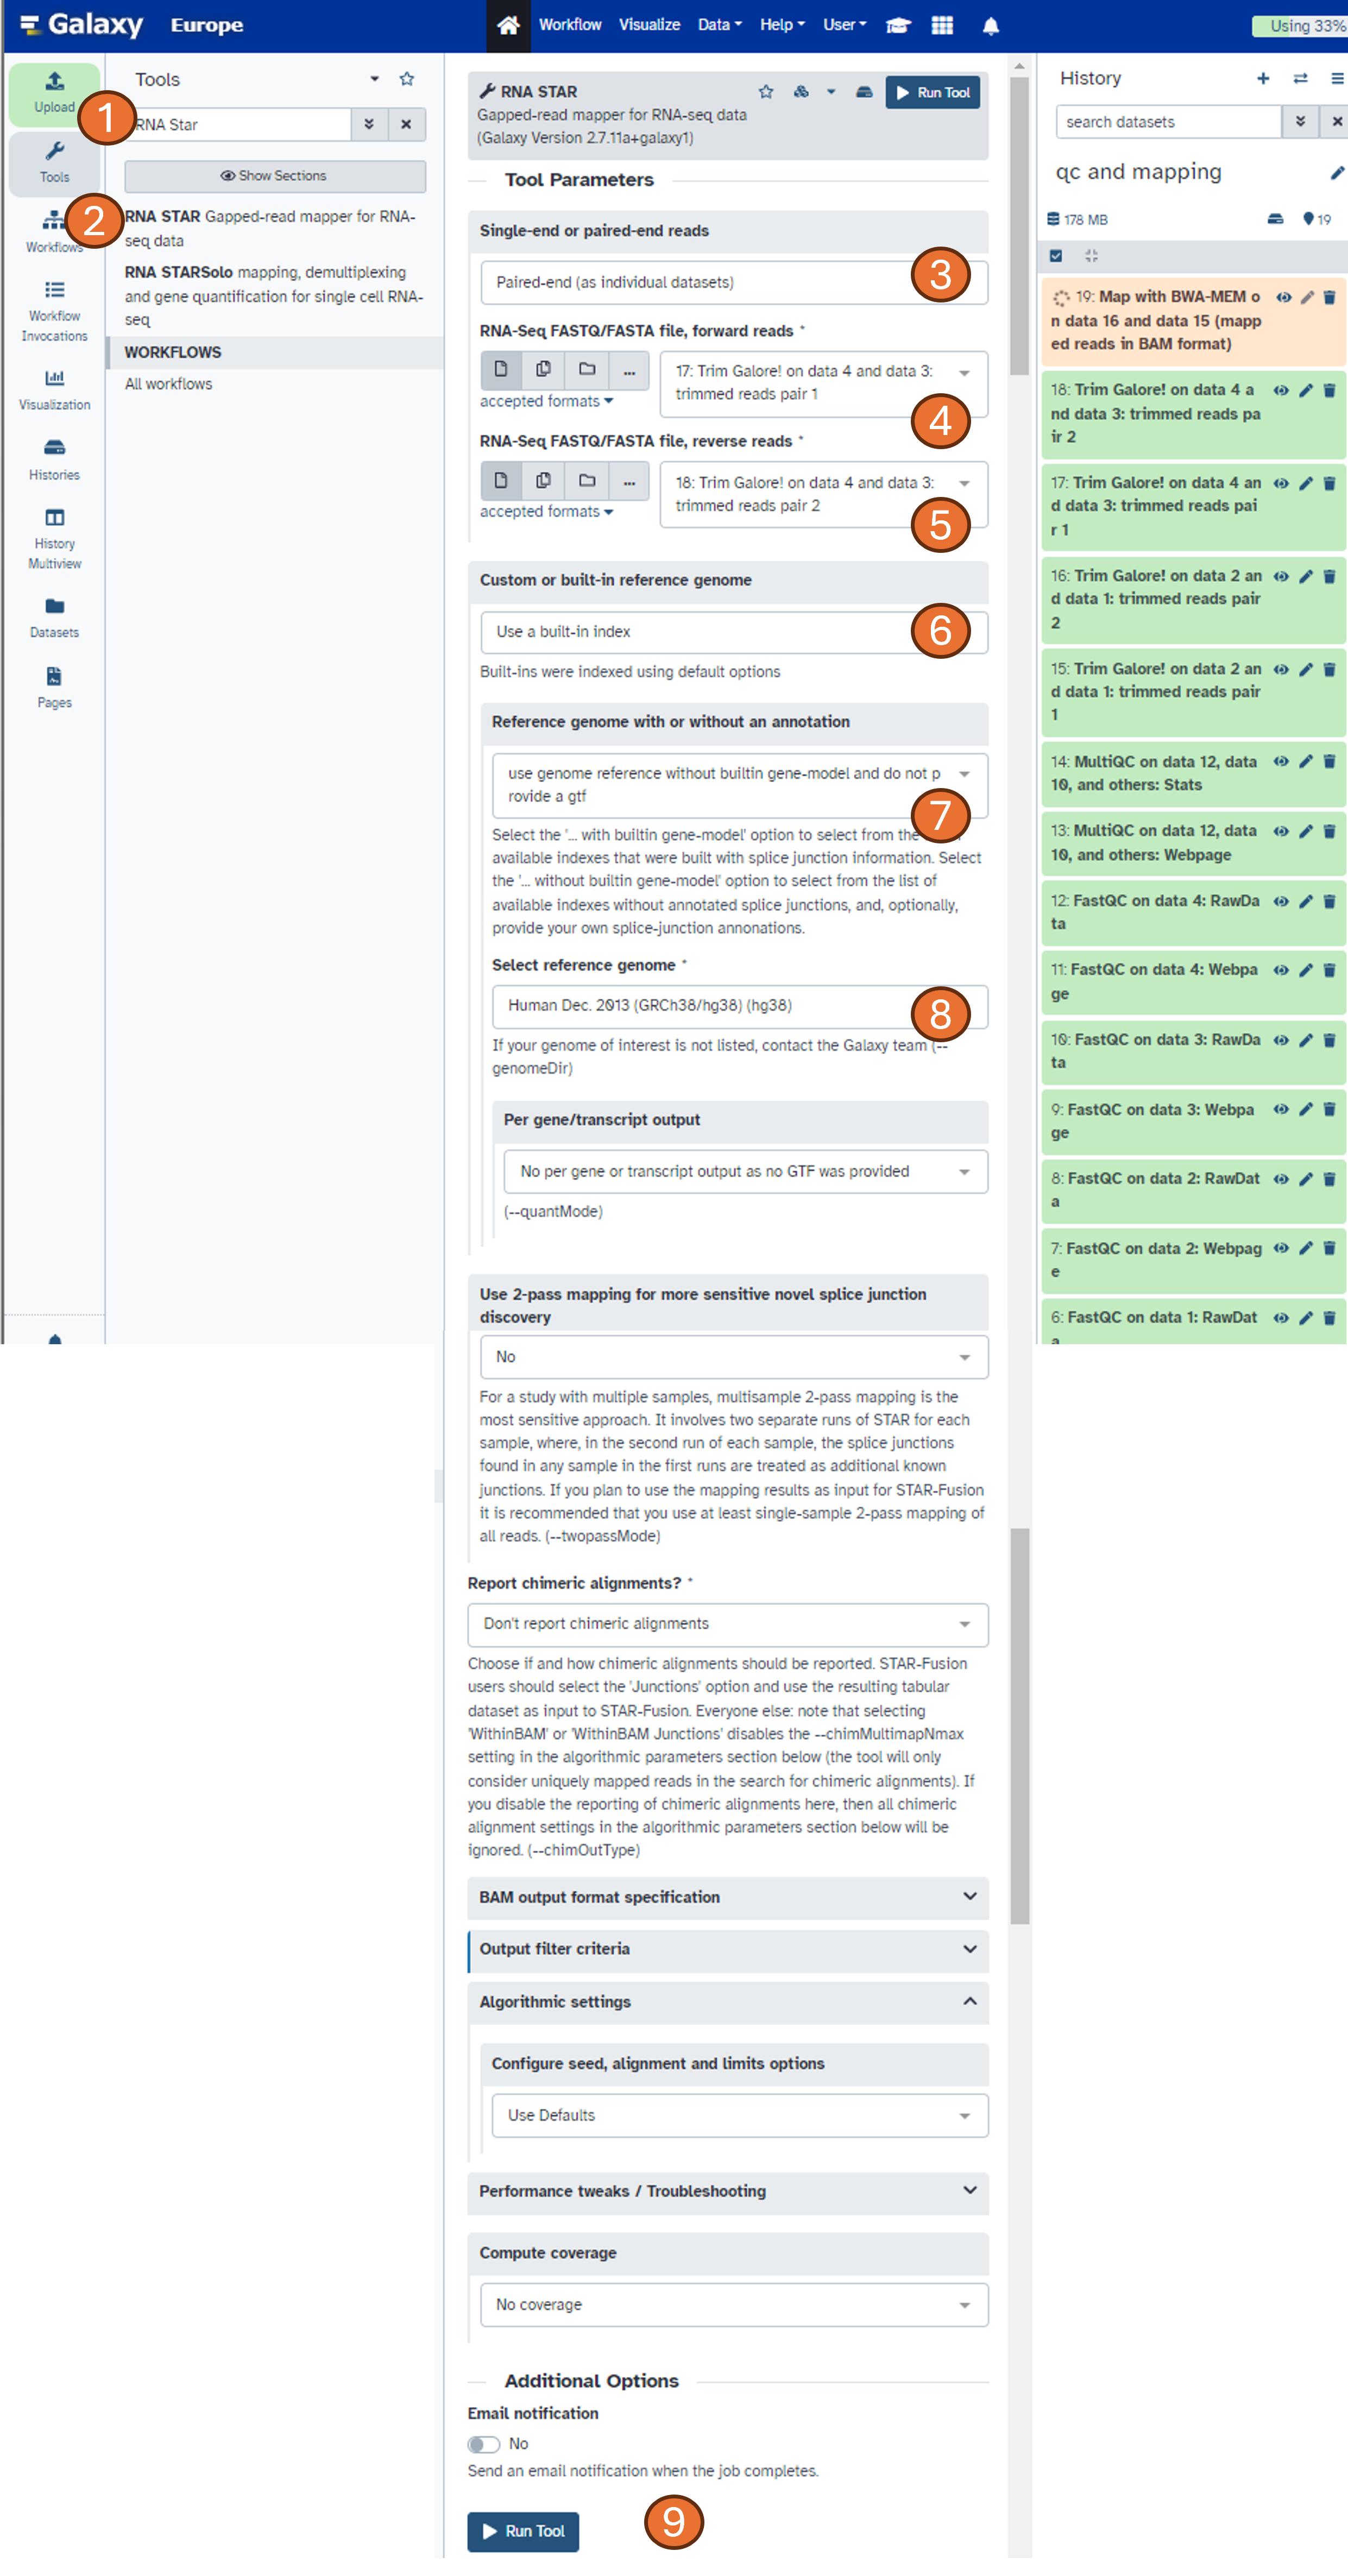 Galaxy Europe
Workflow Visualize Data Help User
Using 33%
Upload
Tools
Workflows
Workflow
Invocations
Visualization
Histories
History
Multiview
Datasets
Pages
Tools
1
RNA Star
Show Sections
2
RNA STAR Gapped-read mapper for RNA-
seq data
RNA STARSolo mapping, demultiplexing
and gene quantification for single cell RNA-
seq
WORKFLOWS
All workflows
RNA STAR
Run Tool
Gapped-read mapper for RNA-seq data
(Galaxy Version 2.7.11a+galaxy1)
Tool Parameters
Single-end or paired-end reads
Paired-end (as individual datasets)
3
RNA-Seq FASTQ/FASTA file, forward reads *
...
17: Trim Galore! on data 4 and data 3:
trimmed reads pair 1
accepted formats
4
RNA-Seq FASTQ/FASTA file, reverse reads *
...
18: Trim Galore! on data 4 and data 3:
trimmed reads pair 2
accepted formats
5
Custom or built-in reference genome
Use a built-in index
6
Built-ins were indexed using default options
Reference genome with or without an annotation
use genome reference without builtin gene-model and do not p
rovide a gtf
7
Select the '... with builtin gene-model' option to select from the
available indexes that were built with splice junction information. Select
the '... without builtin gene-model' option to select from the list of
available indexes without annotated splice junctions, and, optionally,
provide your own splice-junction annonations.
Select reference genome *
Human Dec. 2013 (GRCh38/hg38) (hg38)
8
If your genome of interest is not listed, contact the Galaxy team (--
genomeDir)
Per gene/transcript output
No per gene or transcript output as no GTF was provided
(--quantMode)
Use 2-pass mapping for more sensitive novel splice junction
discovery
No
For a study with multiple samples, multisample 2-pass mapping is the
most sensitive approach. It involves two separate runs of STAR for each
sample, where, in the second run of each sample, the splice junctions
found in any sample in the first runs are treated as additional known
junctions. If you plan to use the mapping results as input for STAR-Fusion
it is recommended that you use at least single-sample 2-pass mapping of
all reads. (--twopassMode)
Report chimeric alignments? *
Don't report chimeric alignments
Choose if and how chimeric alignments should be reported. STAR-Fusion
users should select the 'Junctions' option and use the resulting tabular
dataset as input to STAR-Fusion. Everyone else: note that selecting
'WithinBAM' or 'WithinBAM Junctions' disables the --chimMultimapNmax
setting in the algorithmic parameters section below (the tool will only
consider uniquely mapped reads in the search for chimeric alignments). If
you disable the reporting of chimeric alignments here, then all chimeric
alignment settings in the algorithmic parameters section below will be
ignored. (--chimOutType)
BAM output format specification
Output filter criteria
Algorithmic settings
Configure seed, alignment and limits options
Use Defaults
Performance tweaks / Troubleshooting
Compute coverage
No coverage
Additional Options
Email notification
No
Send an email notification when the job completes.
Run Tool
9
History
search datasets
qc and mapping
178 MB
19
19: Map with BWA-MEM o
n data 16 and data 15 (mapp
ed reads in BAM format)
18: Trim Galore! on data 4 a
nd data 3: trimmed reads pa
ir 2
17: Trim Galore! on data 4 an
d data 3: trimmed reads pai
r 1
16: Trim Galore! on data 2 an
d data 1: trimmed reads pair
2
15: Trim Galore! on data 2 an
d data 1: trimmed reads pair
1
14: MultiQC on data 12, data
10, and others: Stats
13: MultiQC on data 12, data
10, and others: Webpage
12: FastQC on data 4: RawDa
ta
11: FastQC on data 4: Webpa
ge
10: FastQC on data 3: RawDa
ta
9: FastQC on data 3: Webpa
ge
8: FastQC on data 2: RawDat
a
7: FastQC on data 2: Webpag
e
6: FastQC on data 1: RawDat